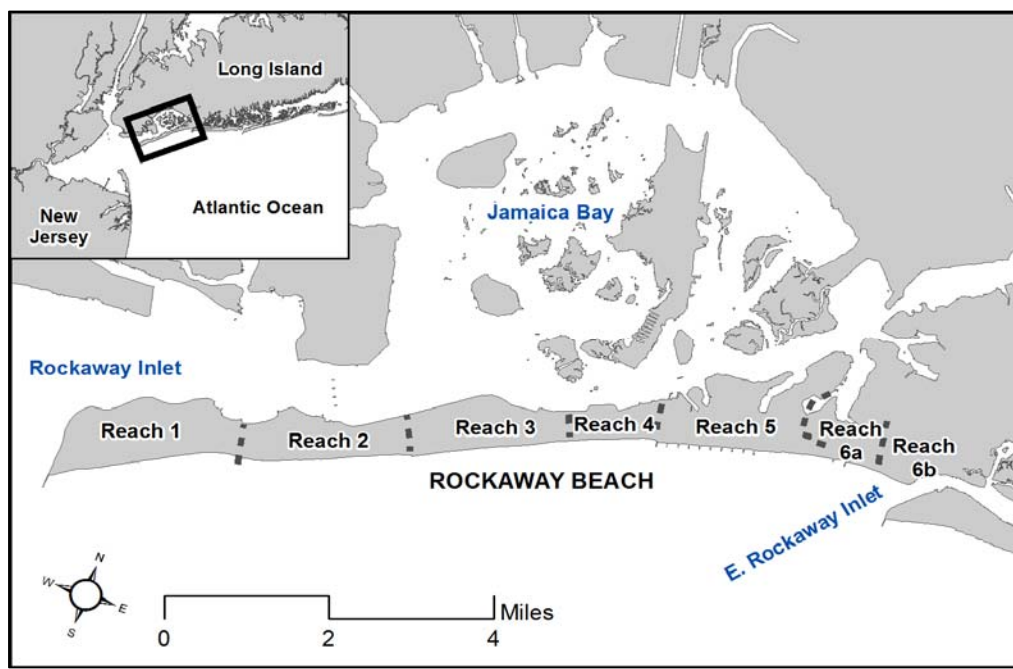 Long Island
New
Jersey
Atlantic Ocean
Jamaica Bay
Rockaway Inlet
Reach 1
Reach 2
Reach 3
Reach 4
Reach 5
Reach
6a
Reach
6b
ROCKAWAY BEACH
E. Rockaway Inlet
N
W
E
S
Miles
0
2
4